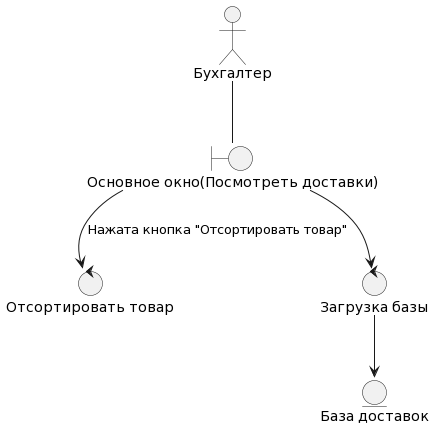 Бухгалтер
Основное окно(Посмотреть доставки)
Нажата кнопка "Отсортировать товар"
Отсортировать товар
Загрузка базы
База доставок